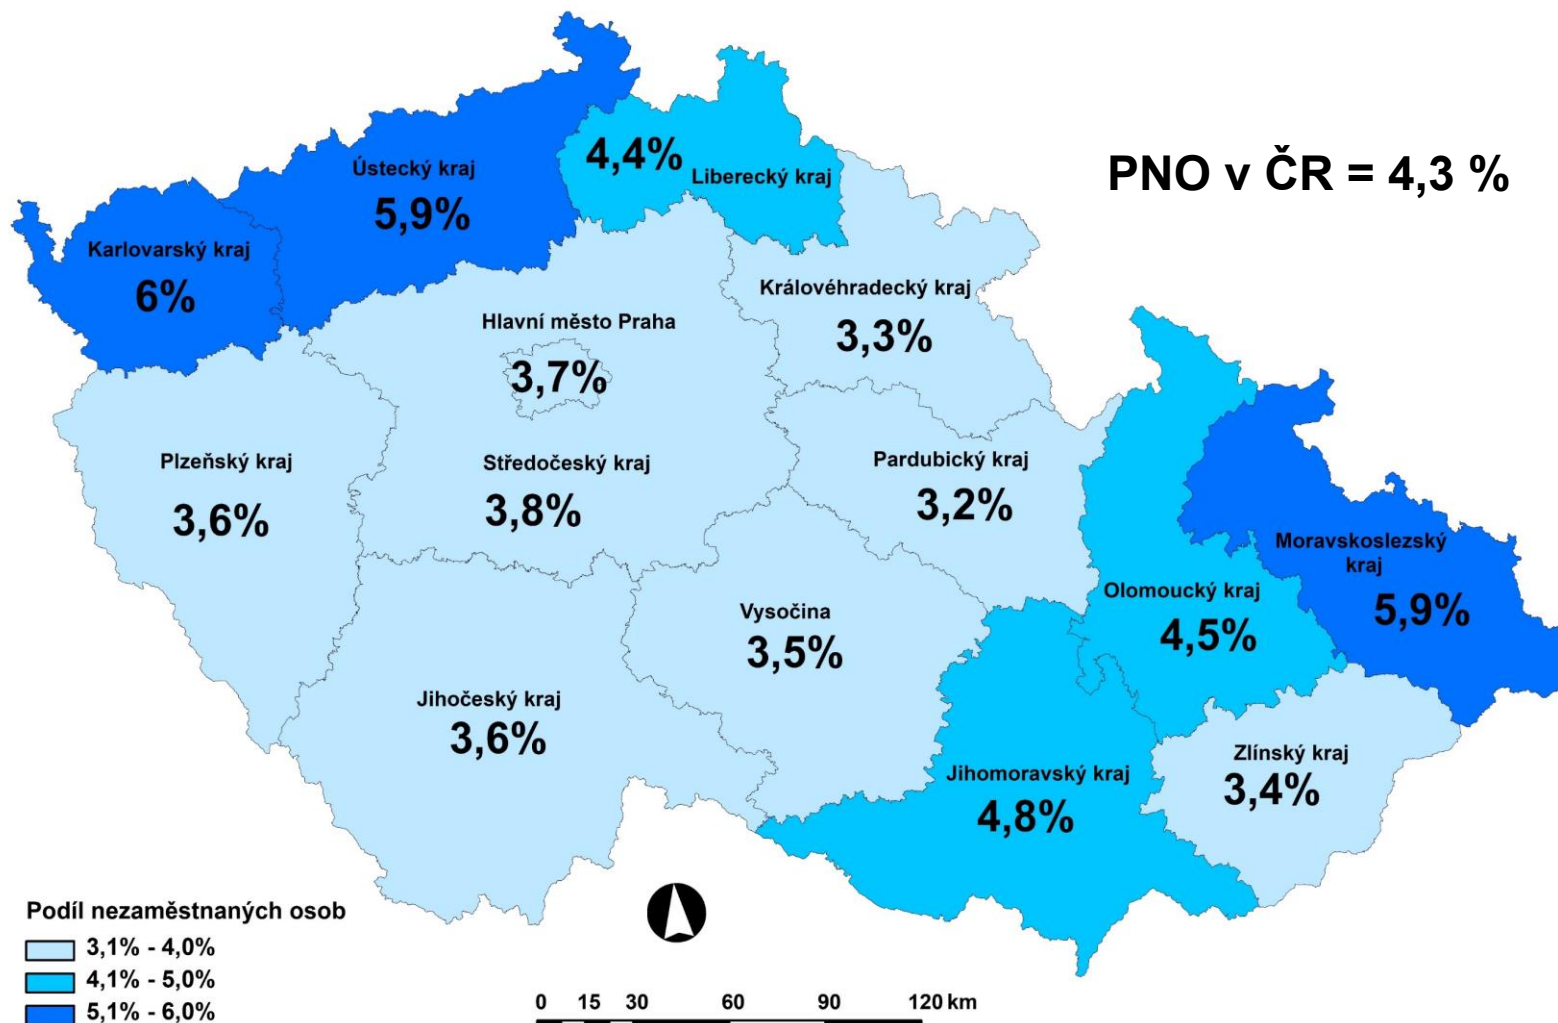 4,4%
Liberecký kraj
Ústecký kraj
5,9%
PNO v ČR = 4,3 %
Karlovarský kraj
6%
Královéhradecký kraj
3,3%
Hlavní město Praha
3,7%
Plzeňský kraj
3,6%
Středočeský kraj
3,8%
Pardubický kraj
3,2%
Moravskoslezský
kraj
5,9%
Olomoucký kraj
4,5%
Vysočina
3,5%
Jihočeský kraj
3,6%
Jihomoravský kraj
4,8%
Zlínský kraj
3,4%
Podíl nezaměstnaných osob
3,1% - 4,0%
4,1% - 5,0%
5,1% - 6,0%
0 15 30 60 90 120 km